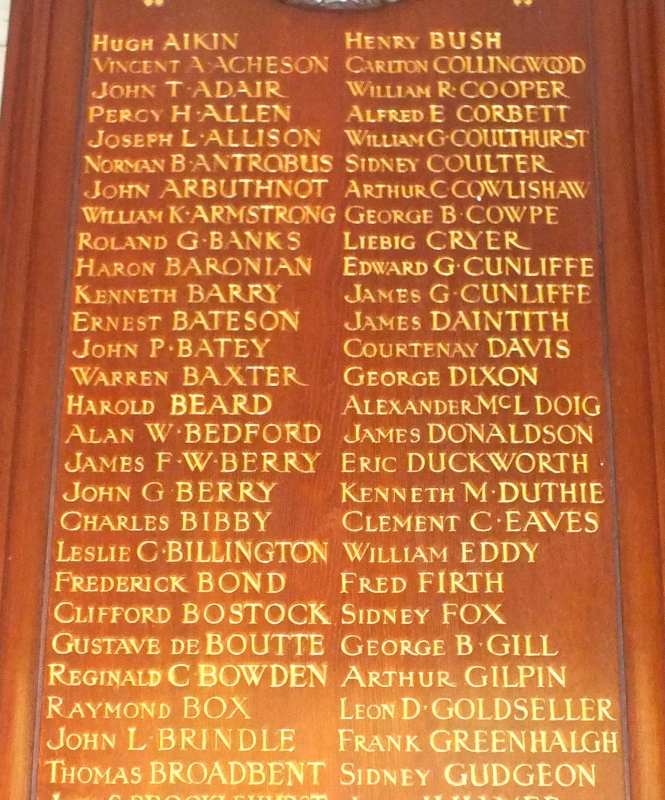 Hugh AIKIN
Vincent A·ACHESON
John T·ADAIR
Percy H·ALLEN
Joseph L·ALLISON
Norman B·ANTROBUS
John ARBUTHNOT
William K·ARMSTRONG
Roland G·BANKS
Haron BARONIAN
Kenneth BARRY
Ernest BATESON
John P·BATEY
Warren BAXTER
Harold BEARD
Alan W·BEDFORD
James F·W·BERRY
John G BERRY
Charles BIBBY
Leslie C·BILLINGTON
Frederick BOND
Clifford BOSTOCK
Gustave de BOUTTE
Reginald C BOWDEN
Raymond BOX
John L·BRINDLE
Thomas BROADBENT
Henry BUSH
Carlton COLLINGWOOD
William R·COOPER
Alfred E CORBETT
William G·COULTHURST
Sidney COULTER
Arthur C·COWLISHAW
George B·COWPE
Liebig CRYER
Edward G·CUNLIFFE
James G·CUNLIFFE
James DAINTITH
Courtenay DAVIS
George DIXON
Alexander McL DOIG
James DONALDSON
Eric DUCKWORTH
Kenneth M·DUTHIE
Clement C·EAVES
William EDDY
Fred FIRTH
Sidney FOX
George B·GILL
Arthur GILPIN
Leon D·GOLDSELLER
Frank GREENHALGH
Sidney GUDGEON